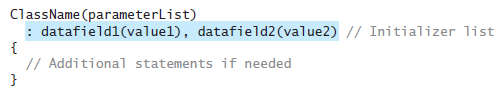 ClassName(parameterList)
  : datafield1(value1), datafield2(value2) // Initializer list
{
  // Additional statements if needed
}